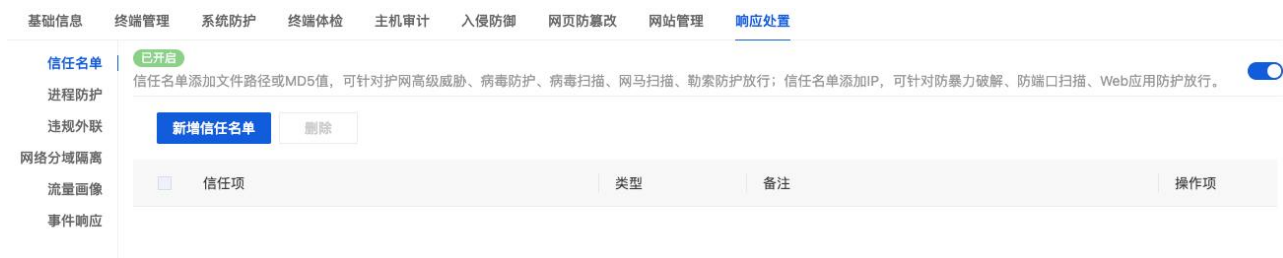 基础信息 终端管理 系统防护 终端体检 主机审计 入侵防御 网页防篡改 网站管理 响应处置
信任名单
进程防护
违规外联
网络分域隔离
流量画像
事件响应
已开启
信任名单添加文件路径或MD5值，可针对护网高级威胁、病毒防护、病毒扫描、网马扫描、勒索防护放行；信任名单添加IP，可针对防暴力破解、防端口扫描、Web应用防护放行。
新增信任名单 删除
信任项 类型 备注 操作项